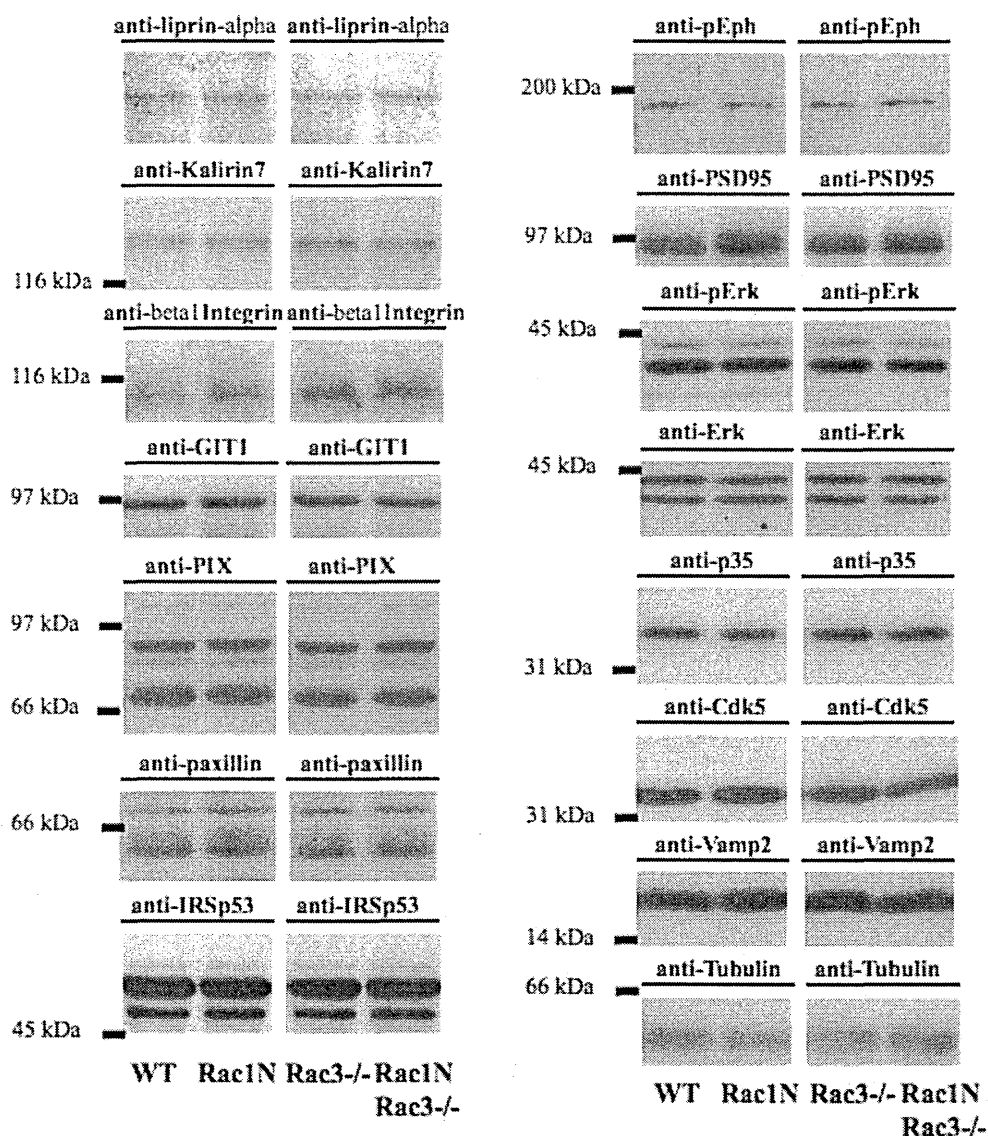 anti-liprin-alpha anti-liprin-alpha
anti-Kalirin7 anti-Kalirin7
116 kDa
anti-beta1Integrin anti-beta1Integrin
116 kDa
anti-GIT1 anti-GIT1
97 kDa
anti-PIX anti-PIX
97 kDa
66 kDa
anti-paxillin anti-paxillin
66 kDa
anti-IRSp53 anti-IRSp53
45 kDa
WT Rac1N Rac3-/- Rac1N
Rac3-/-
anti-pEph anti-pEph
200 kDa
anti-PSD95 anti-PSD95
97 kDa
anti-pErk anti-pErk
45 kDa
anti-Erk anti-Erk
45 kDa
anti-p35 anti-p35
31 kDa
anti-Cdk5 anti-Cdk5
31 kDa
anti-Vamp2 anti-Vamp2
14 kDa
anti-Tubulin anti-Tubulin
66 kDa
WT Rac1N Rac3-/- Rac1N
Rac3-/-